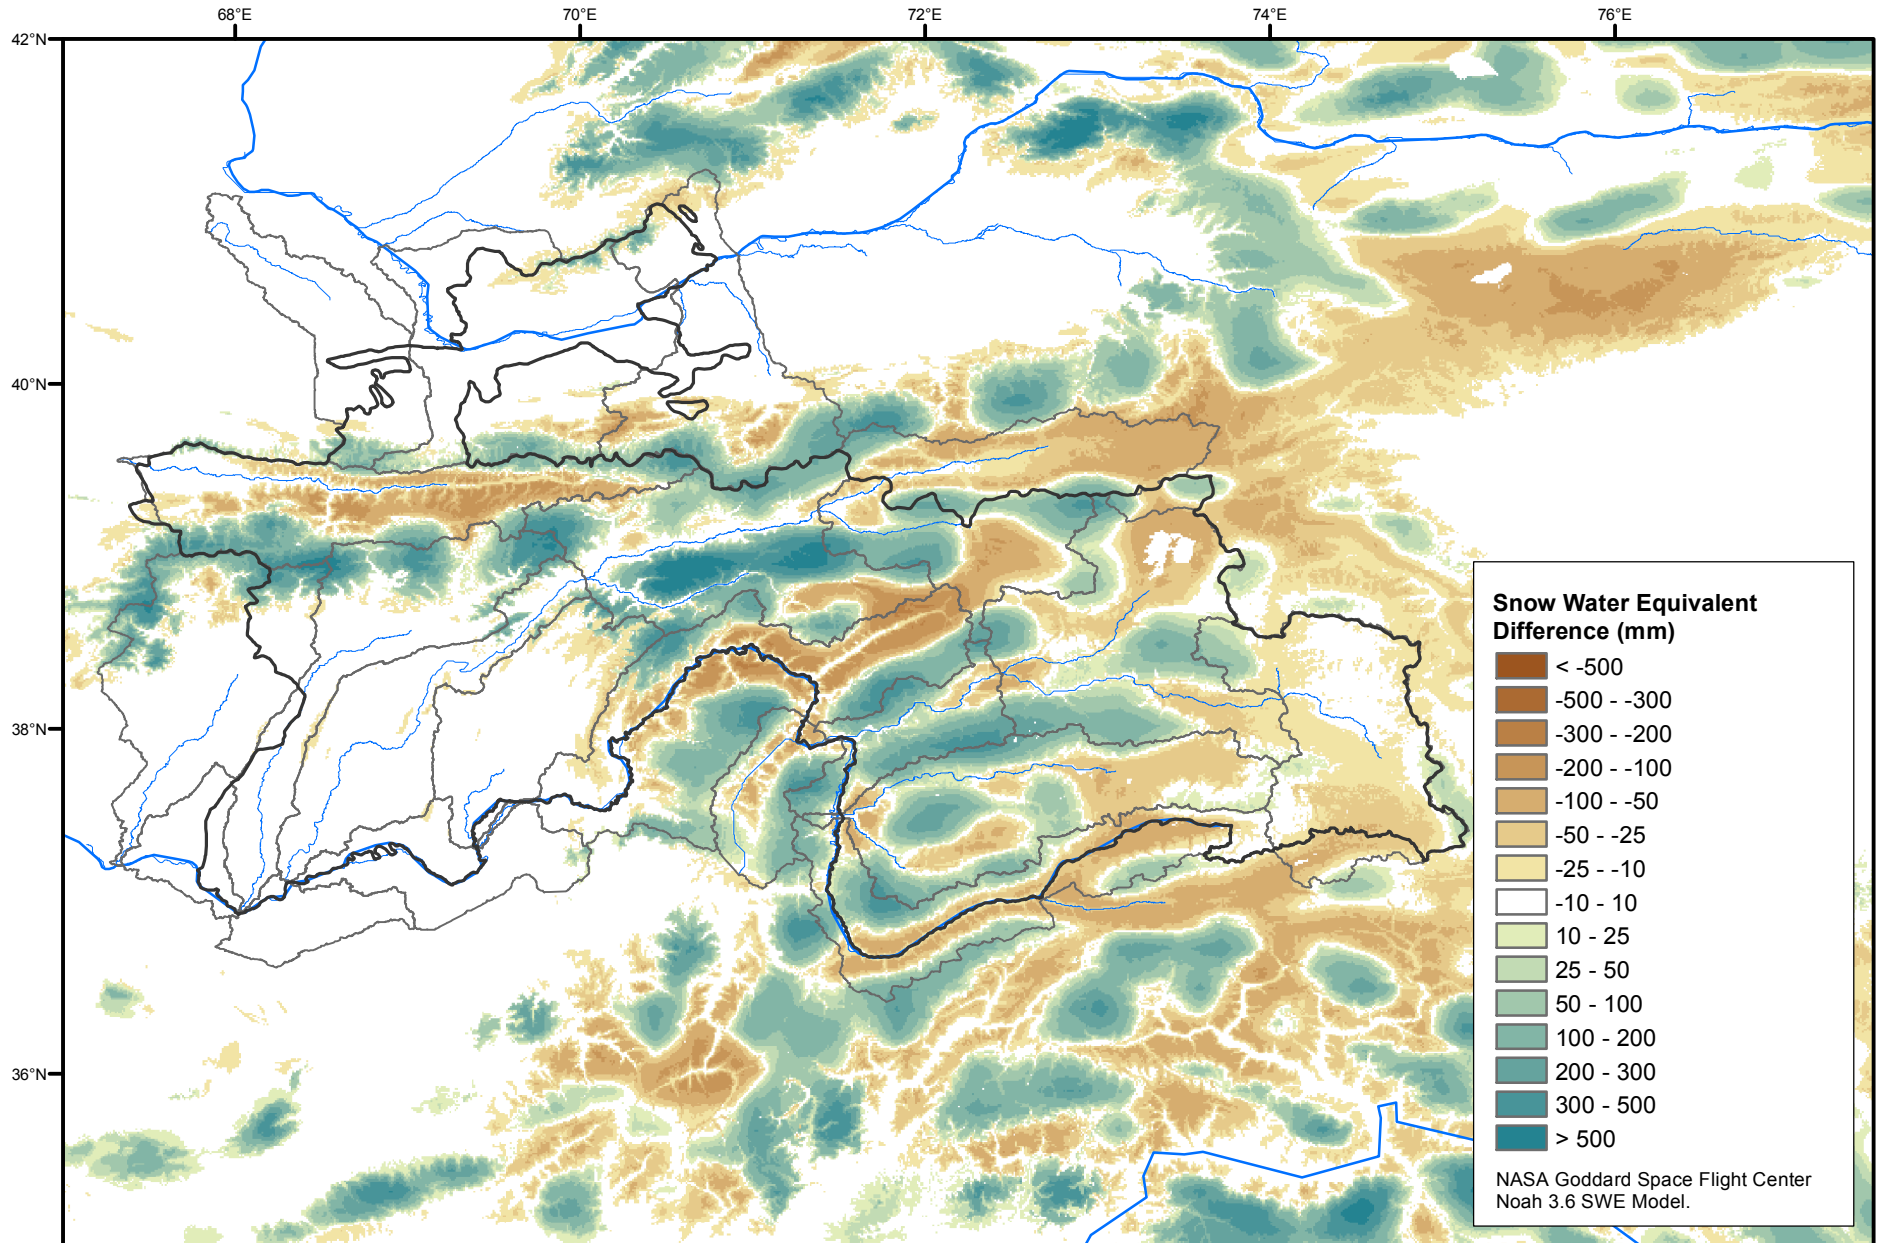 68°E 70°E 72°E 74°E 76°E
42°N
40°N
38°N
36°N
Snow Water Equivalent
Difference (mm)
< -500
-500 - -300
-300 - -200
-200 - -100
-100 - -50
-50 - -25
-25 - -10
-10 - 10
10 - 25
25 - 50
50 - 100
100 - 200
200 - 300
300 - 500
> 500
NASA Goddard Space Flight Center
Noah 3.6 SWE Model.